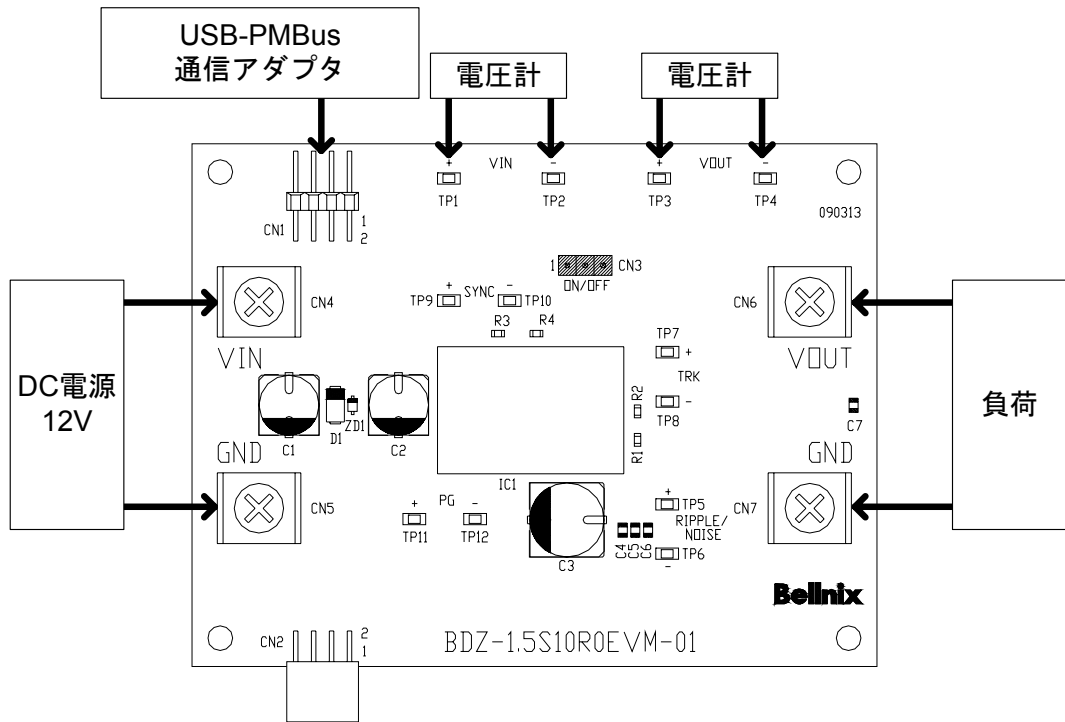 USB-PMBus
通信アダプタ
電圧計
電圧計
+ VIN -
+ VOUT -
TP1
TP2
TP3
TP4
090313
CN1
1
2
1
CN3
ON/OFF
DC電源
12V
CN4
VIN
+
SYNC
-
TP9
TP10
R3
R4
TP7
+
TRK
TP8
-
CN6
VOUT
負荷
C1
D1
ZD1
C2
IC1
R2
R1
C7
GND
CN5
GND
CN7
PG
+
-
TP11
TP12
C3
C4
C5
C6
+
TP5
RIPPLE/
NOISE
TP6
-
Bellnix
CN2
2
1
BDZ-1.5S10R0EVM-01